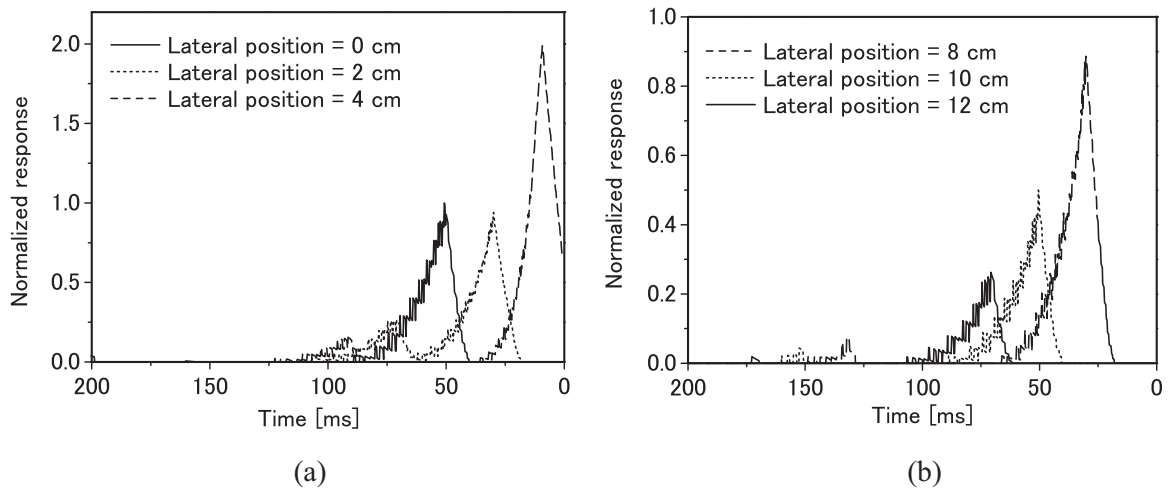 2.0
1.5
1.0
0.5
0.0
Normalized response
Lateral position = 0 cm
Lateral position = 2 cm
Lateral position = 4 cm
200 150 100 50 0
Time [ms]
(a)
1.0
0.8
0.6
0.4
0.2
0.0
Normalized response
Lateral position = 8 cm
Lateral position = 10 cm
Lateral position = 12 cm
200 150 100 50 0
Time [ms]
(b)